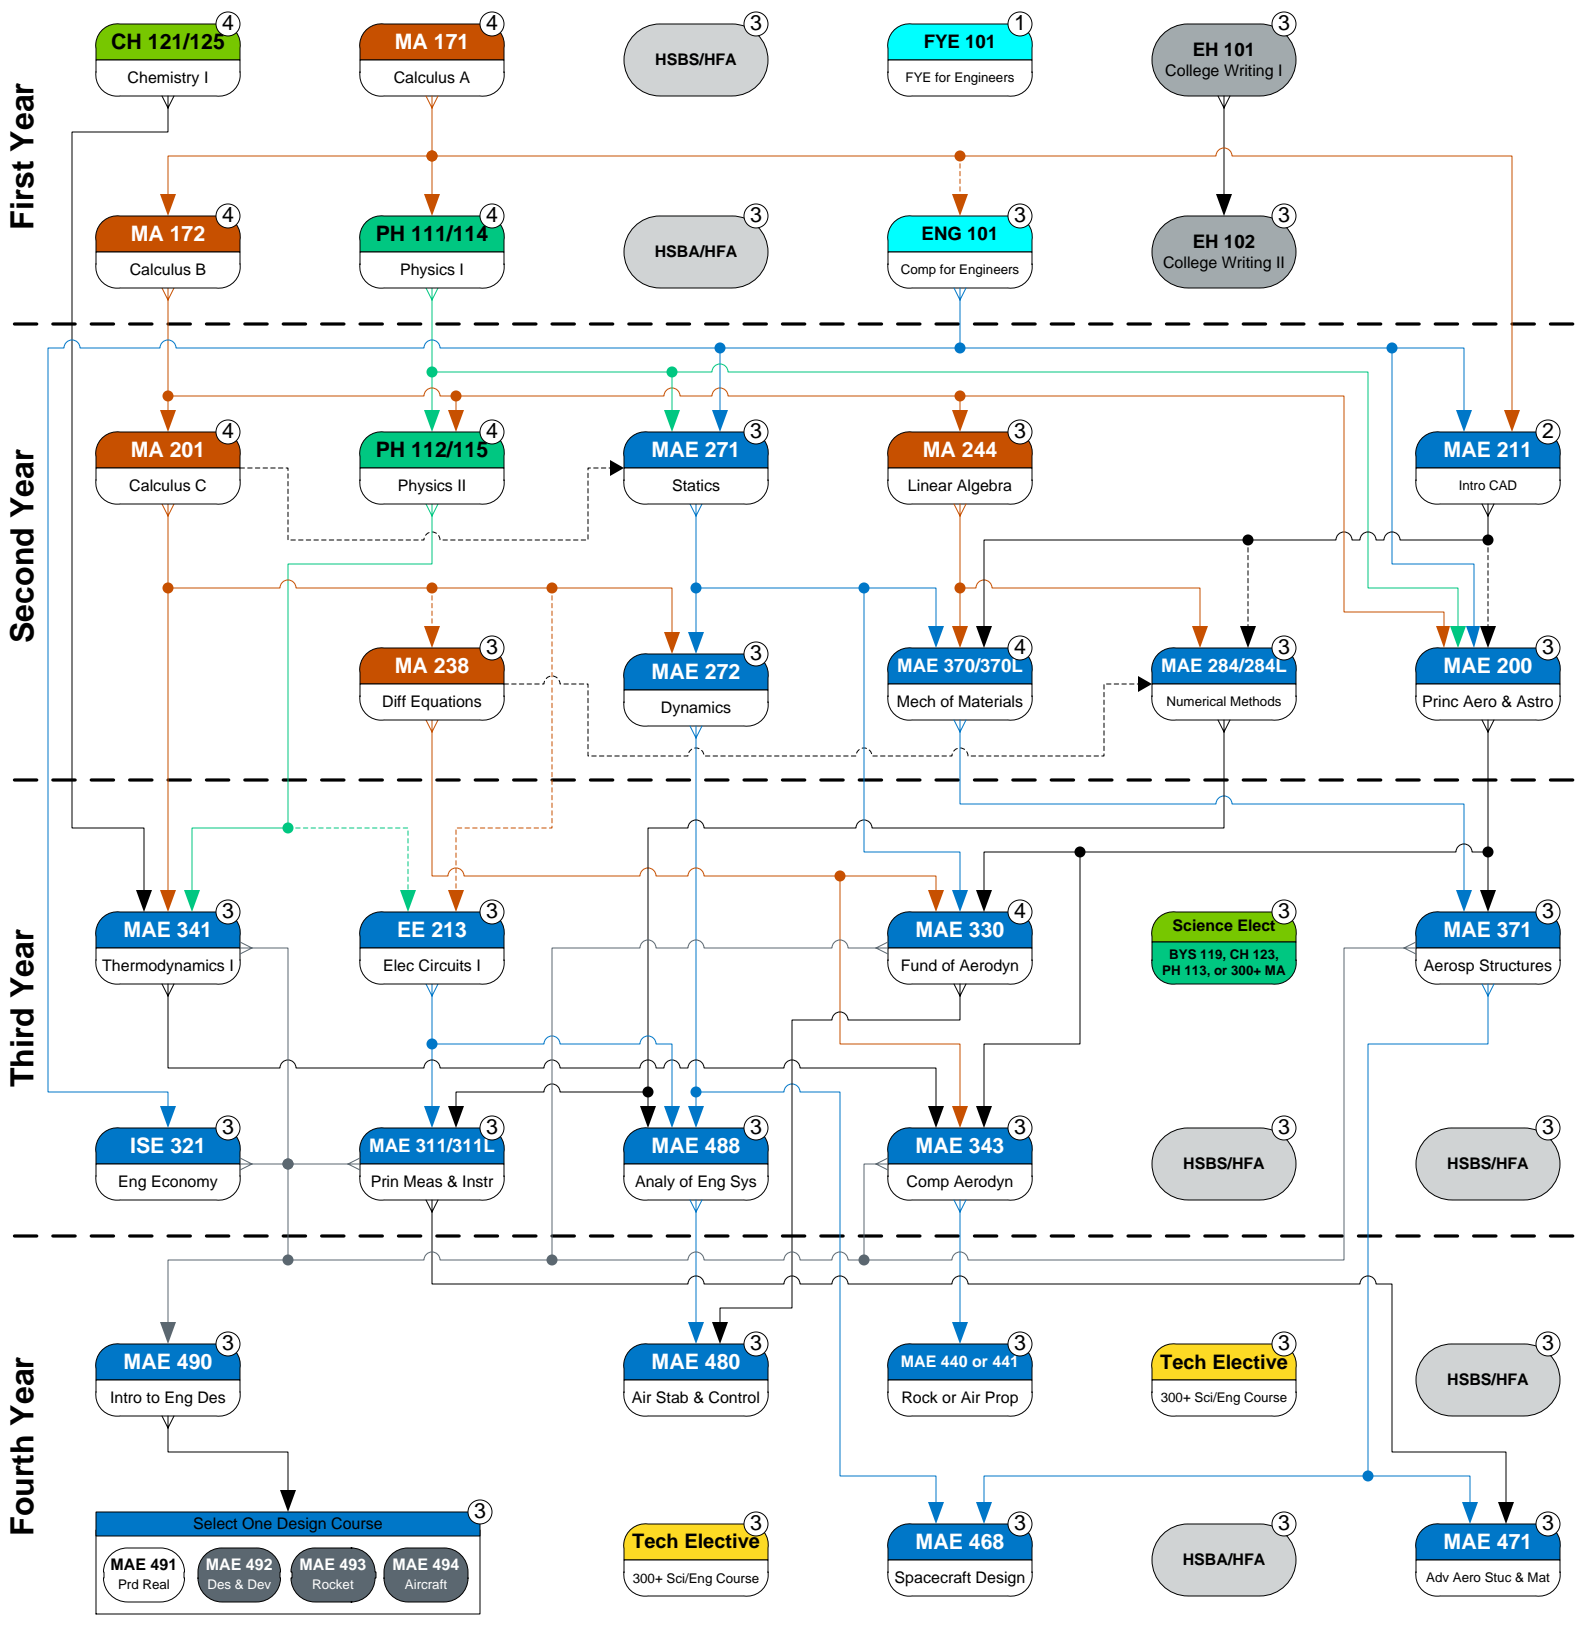 First Year
4
CH 121/125
Chemistry I
4
MA 171
Calculus A
3
HSBS/HFA
1
FYE 101
FYE for Engineers
3
EH 101
College Writing I
4
MA 172
Calculus B
4
PH 111/114
Physics I
3
HSBA/HFA
3
ENG 101
Comp for Engineers
3
EH 102
College Writing II
Second Year
4
MA 201
Calculus C
4
PH 112/115
Physics II
3
MAE 271
Statics
3
MA 244
Linear Algebra
2
MAE 211
Intro CAD
3
MA 238
Diff Equations
3
MAE 272
Dynamics
4
MAE 370/370L
Mech of Materials
3
MAE 284/284L
Numerical Methods
3
MAE 200
Princ Aero & Astro
Third Year
3
MAE 341
Thermodynamics I
3
EE 213
Elec Circuits I
4
MAE 330
Fund of Aerodyn
3
Science Elect
BYS 119, CH 123,
PH 113, or 300+ MA
3
MAE 371
Aerosp Structures
3
ISE 321
Eng Economy
3
MAE 311/311L
Prin Meas & Instr
3
MAE 488
Analy of Eng Sys
3
MAE 343
Comp Aerodyn
3
HSBS/HFA
3
HSBS/HFA
Fourth Year
3
MAE 490
Intro to Eng Des
3
MAE 480
Air Stab & Control
3
MAE 440 or 441
Rock or Air Prop
3
Tech Elective
300+ Sci/Eng Course
3
HSBS/HFA
3
Select One Design Course
MAE 491
Prd Real
MAE 492
Des & Dev
MAE 493
Rocket
MAE 494
Aircraft
3
Tech Elective
300+ Sci/Eng Course
3
MAE 468
Spacecraft Design
3
HSBA/HFA
3
MAE 471
Adv Aero Stuc & Mat